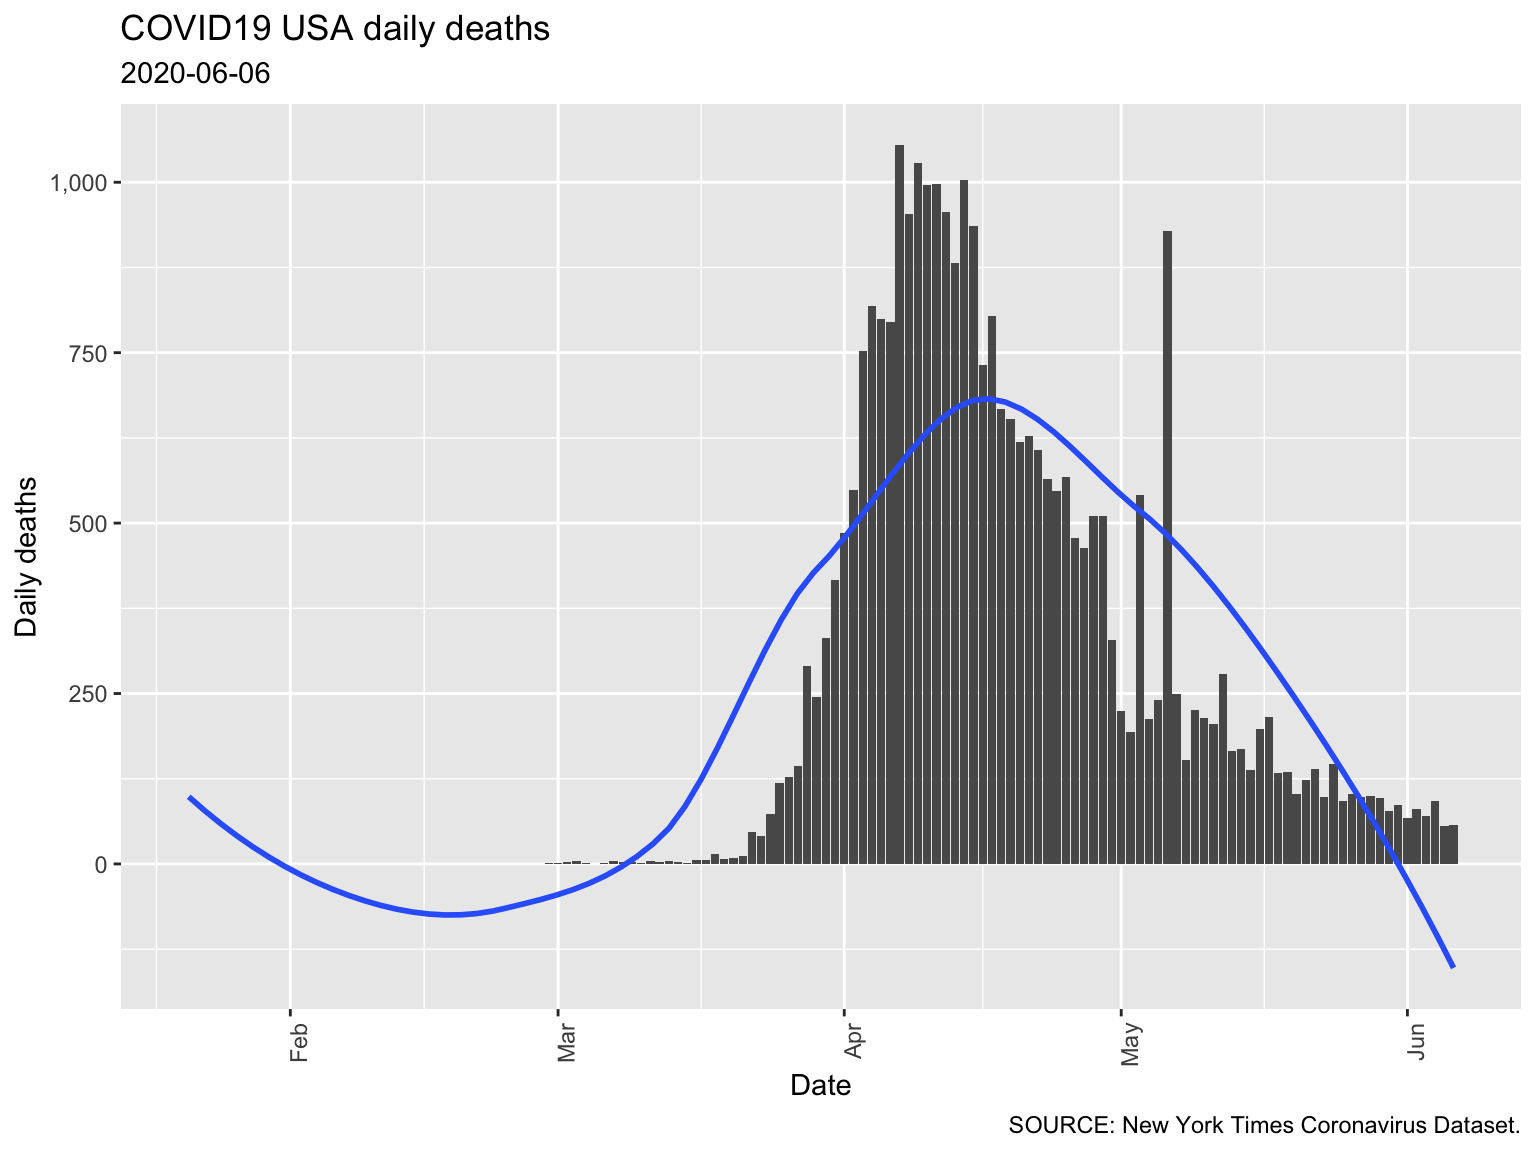 COVID19 USA daily deaths
2020-06-06
Daily deaths
1,000
750
500
250
0
Feb
Mar
Apr
May
Jun
Date
SOURCE: New York Times Coronavirus Dataset.